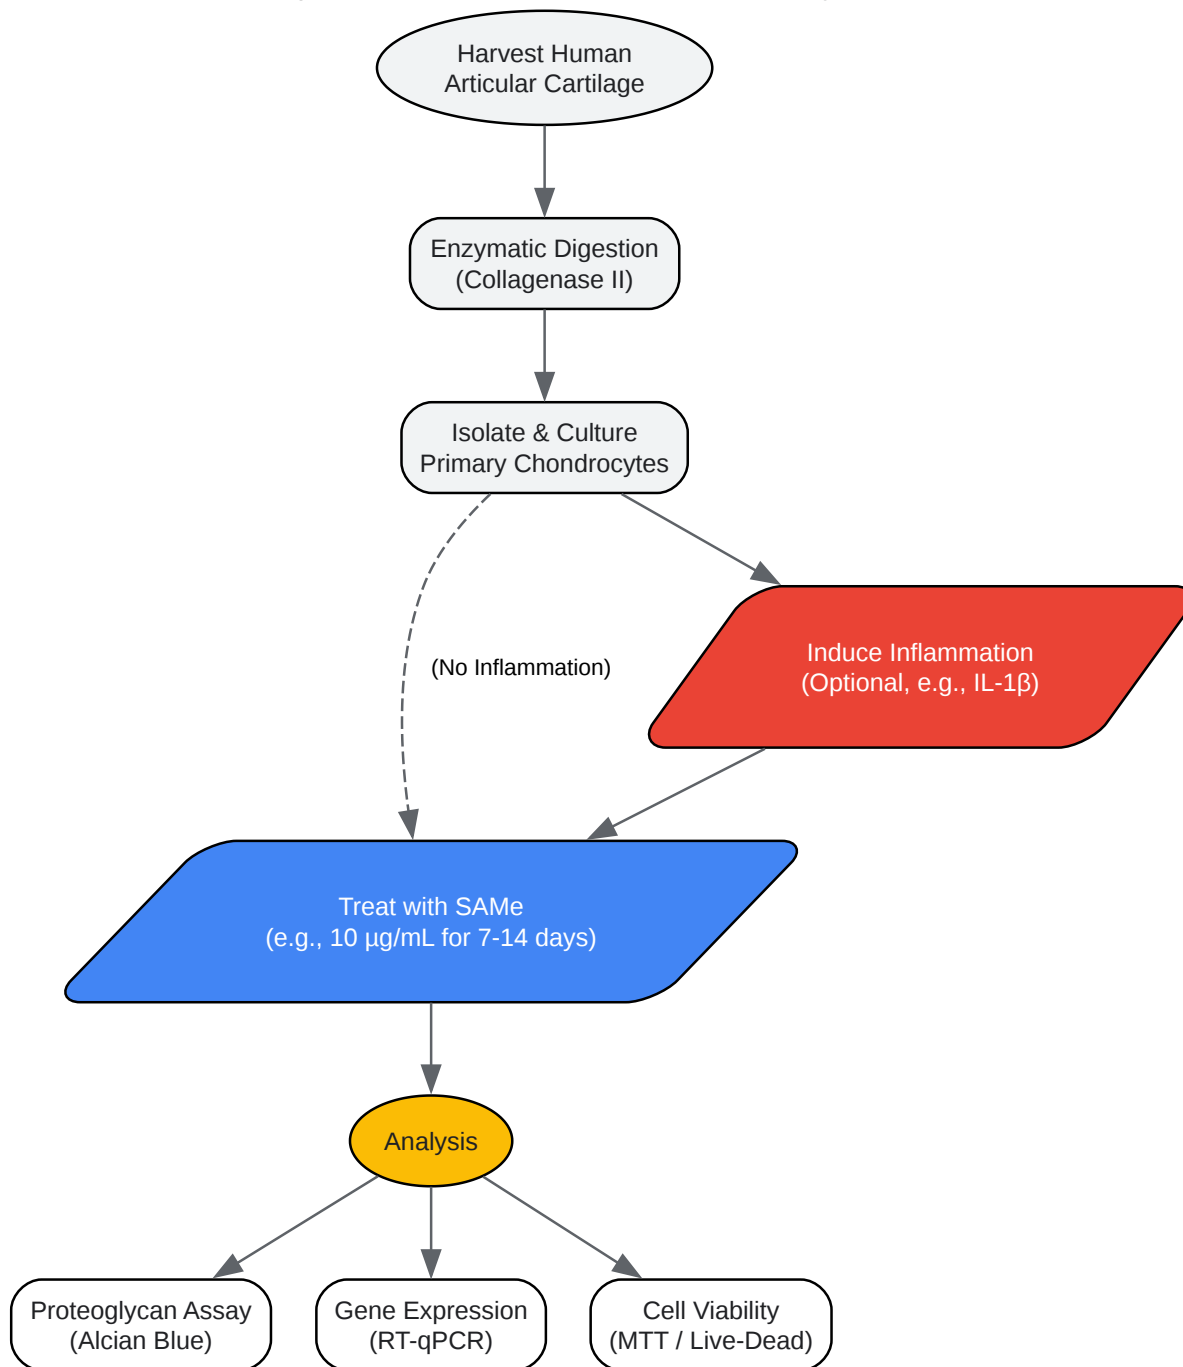 Harvest Human
Articular Cartilage
Enzymatic Digestion
(Collagenase II)
Isolate & Culture
Primary Chondrocytes
Induce Inflammation
(Optional, e.g., IL-1β)
(No Inflammation)
Treat with SAMe
(e.g., 10 µg/mL for 7-14 days)
Analysis
Proteoglycan Assay
(Alcian Blue)
Gene Expression
(RT-qPCR)
Cell Viability
(MTT / Live-Dead)